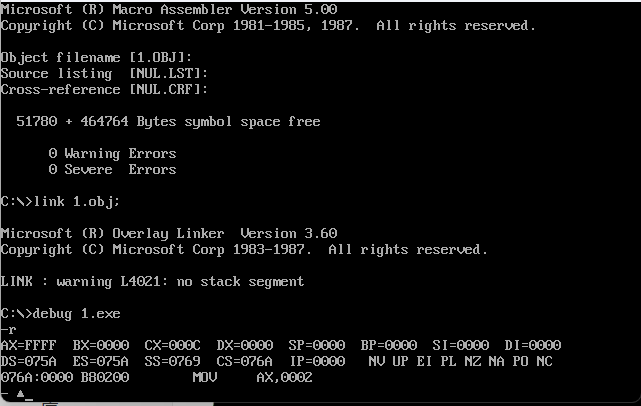 Microsoft (R) Macro Assembler Version 5.00
Copyright (C) Microsoft Corp 1981-1985, 1987.  All rights reserved.
Object filename [1.OBJ]:
Source listing  [NUL.LST]:
Cross-reference [NUL.CRF]:
51780 + 464764 Bytes symbol space free
0 Warning Errors
0 Severe  Errors
C:\>link 1.obj;
Microsoft (R) Overlay Linker  Version 3.60
Copyright (C) Microsoft Corp 1983-1987.  All rights reserved.
LINK : warning L4021: no stack segment
C:\>debug 1.exe
-r
AX=FFFF  BX=0000  CX=000C  DX=0000  SP=0000  BP=0000  SI=0000  DI=0000
DS=075A  ES=075A  SS=0769  CS=076A  IP=0000   NV UP EI PL NZ NA PO NC
076A:0000 B80200        MOV     AX,0002
- ▲_